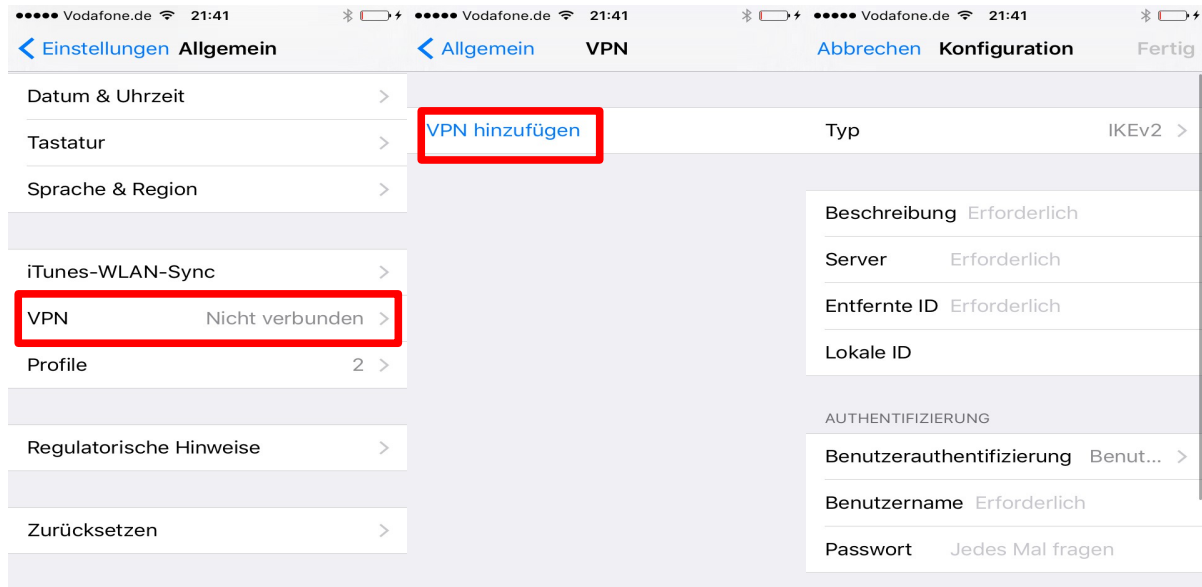 Vodafone.de 21:41
Einstellungen Allgemein
Datum & Uhrzeit
Tastatur
Sprache & Region
iTunes-WLAN-Sync
VPN Nicht verbunden
Profile 2
Regulatorische Hinweise
Zurücksetzen
Vodafone.de 21:41
Allgemein VPN
VPN hinzufügen
Vodafone.de 21:41
Abbrechen Konfiguration Fertig
Typ IKEv2
Beschreibung Erforderlich
Server Erforderlich
Entfernte ID Erforderlich
Lokale ID
AUTHENTIFIZIERUNG
Benutzerauthentifizierung Benut...
Benutzername Erforderlich
Passwort Jedes Mal fragen